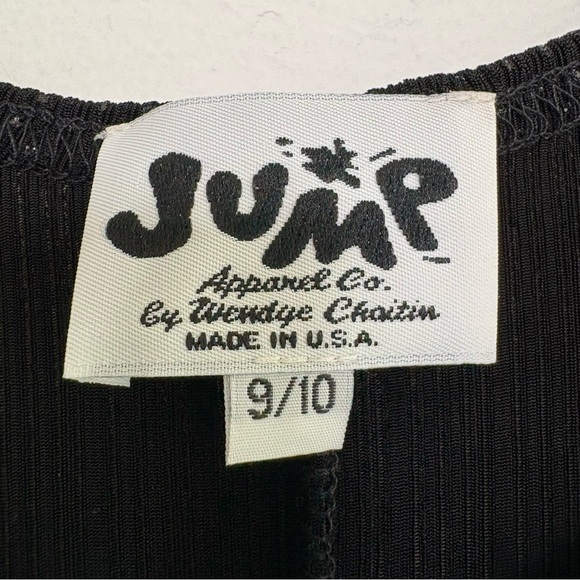 JUMP
Apparel Co.
by Wendye Chaitin
MADE IN U.S.A.
9/10